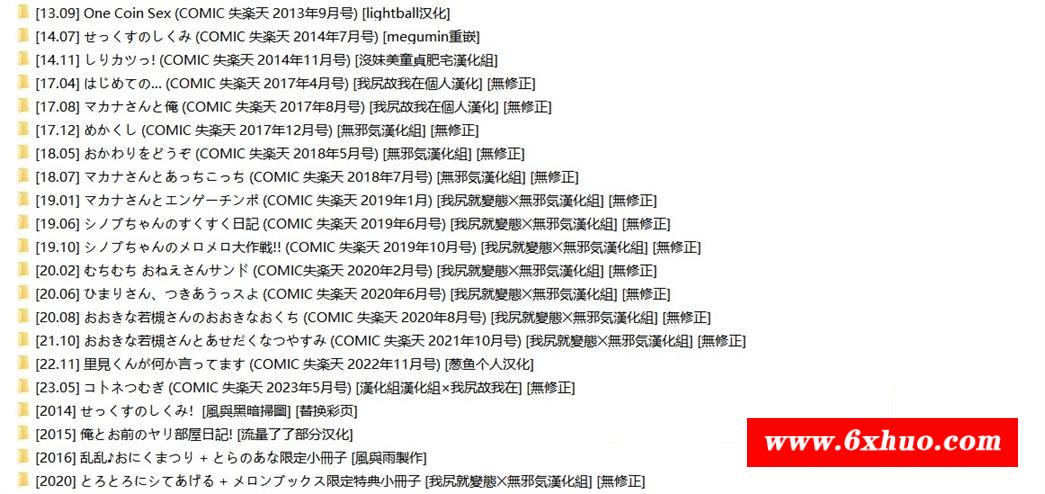 [13.09] One Coin Sex (COMIC 失楽天 2013年9月号) [lightball汉化]
[14.07] せっくすのしくみ (COMIC 失楽天 2014年7月号) [megumin重嵌]
[14.11] しりカツっ! (COMIC 失楽天 2014年11月号) [沒妹美童貞肥宅漢化組]
[17.04] はじめての... (COMIC 失楽天 2017年4月号) [我尻故我在個人漢化] [無修正]
[17.08] マカナさんと俺 (COMIC 失楽天 2017年8月号) [我尻故我在個人漢化] [無修正]
[17.12] めかくし (COMIC 失楽天 2017年12月号) [無邪気漢化組] [無修正]
[18.05] おかわりをどうぞ (COMIC 失楽天 2018年5月号) [無邪気漢化組] [無修正]
[18.07] マカナさんとあっちこっち (COMIC 失楽天 2018年7月号) [無邪気漢化組] [無修正]
[19.01] マカナさんとエンゲーチンポ (COMIC 失楽天 2019年1月) [我尻就變態╳無邪気漢化組] [無修正]
[19.06] シノブちゃんのすくすく日記 (COMIC 失楽天 2019年6月号) [我尻就變態╳無邪気漢化組] [無修正]
[19.10] シノブちゃんのメロメロ大作戦!! (COMIC 失楽天 2019年10月号) [我尻就變態╳無邪気漢化組] [無修正]
[20.02] むちむち おねえさんサンド (COMIC失楽天 2020年2月号) [我尻就變態╳無邪気漢化組] [無修正]
[20.06] ひまりさん、つきあうっスよ (COMIC 失楽天 2020年6月号) [我尻就變態╳無邪気漢化組] [無修正]
[20.08] おおきな若槻さんのおおきなおくち (COMIC 失楽天 2020年8月号) [我尻就變態╳無邪気漢化組] [無修正]
[21.10] おおきな若槻さんとあせだくなつやすみ (COMIC 失楽天 2021年10月号) [我尻就變態╳無邪気漢化組] [無修正]
[22.11] 里見くんが何か言ってます (COMIC 失楽天 2022年11月号) [葱鱼个人汉化]
[23.05] コトネつむぎ (COMIC 失楽天 2023年5月号) [漢化組漢化組×我尻故我在] [無修正]
[2014] せっくすのしくみ！ [風與黑暗掃圖] [替换彩页]
[2015] 俺とお前のヤリ部屋日記! [流量了了部分汉化]
[2016] 乱乱♪おにくまつり + とらのあな限定小冊子 [風與雨製作]
[2020] とろとろにシてあげる + メロンブックス限定特典小冊子 [我尻就變態╳無邪気漢化組] [無修正]
www.6xhuo.com